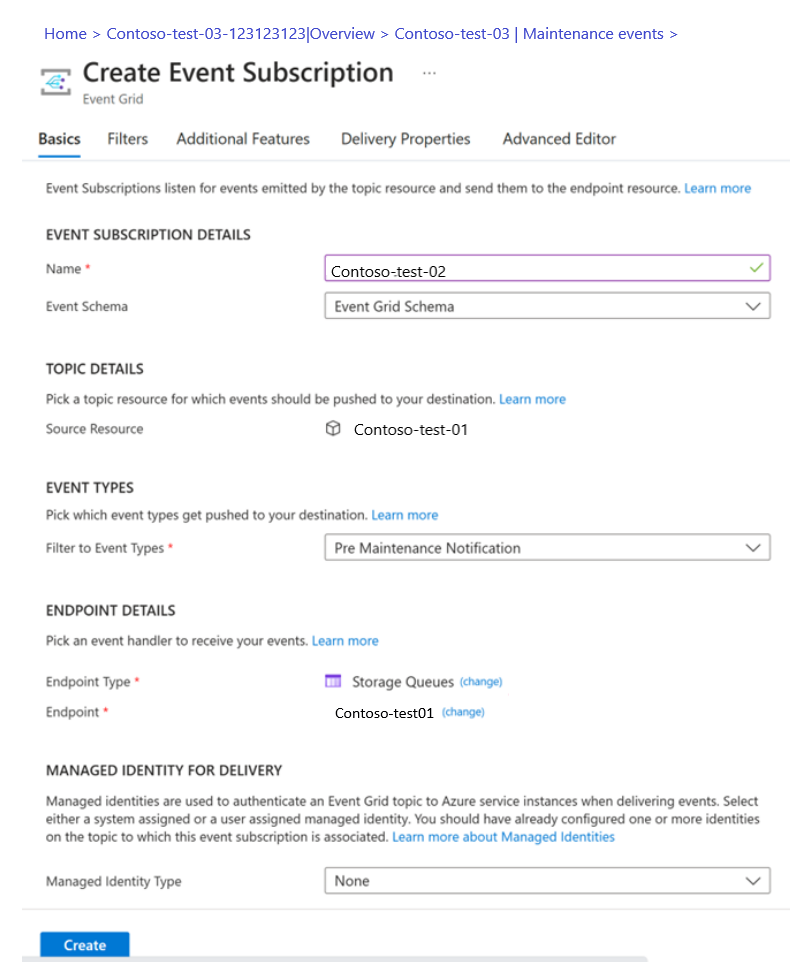 Home > Contoso-test-03-123123123|Overview > Contoso-test-03 | Maintenance events >
Create Event Subscription ...
Event Grid
Basics Filters Additional Features Delivery Properties Advanced Editor
Event Subscriptions listen for events emitted by the topic resource and send them to the endpoint resource. Learn more
EVENT SUBSCRIPTION DETAILS
Name * Contoso-test-02
Event Schema Event Grid Schema
TOPIC DETAILS
Pick a topic resource for which events should be pushed to your destination. Learn more
Source Resource Contoso-test-01
EVENT TYPES
Pick which event types get pushed to your destination. Learn more
Filter to Event Types * Pre Maintenance Notification
ENDPOINT DETAILS
Pick an event handler to receive your events. Learn more
Endpoint Type * Storage Queues (change)
Endpoint * Contoso-test01 (change)
MANAGED IDENTITY FOR DELIVERY
Managed identities are used to authenticate an Event Grid topic to Azure service instances when delivering events. Select
either a system assigned or a user assigned managed identity. You should have already configured one or more identities
on the topic to which this event subscription is associated. Learn more about Managed Identities
Managed Identity Type None
Create